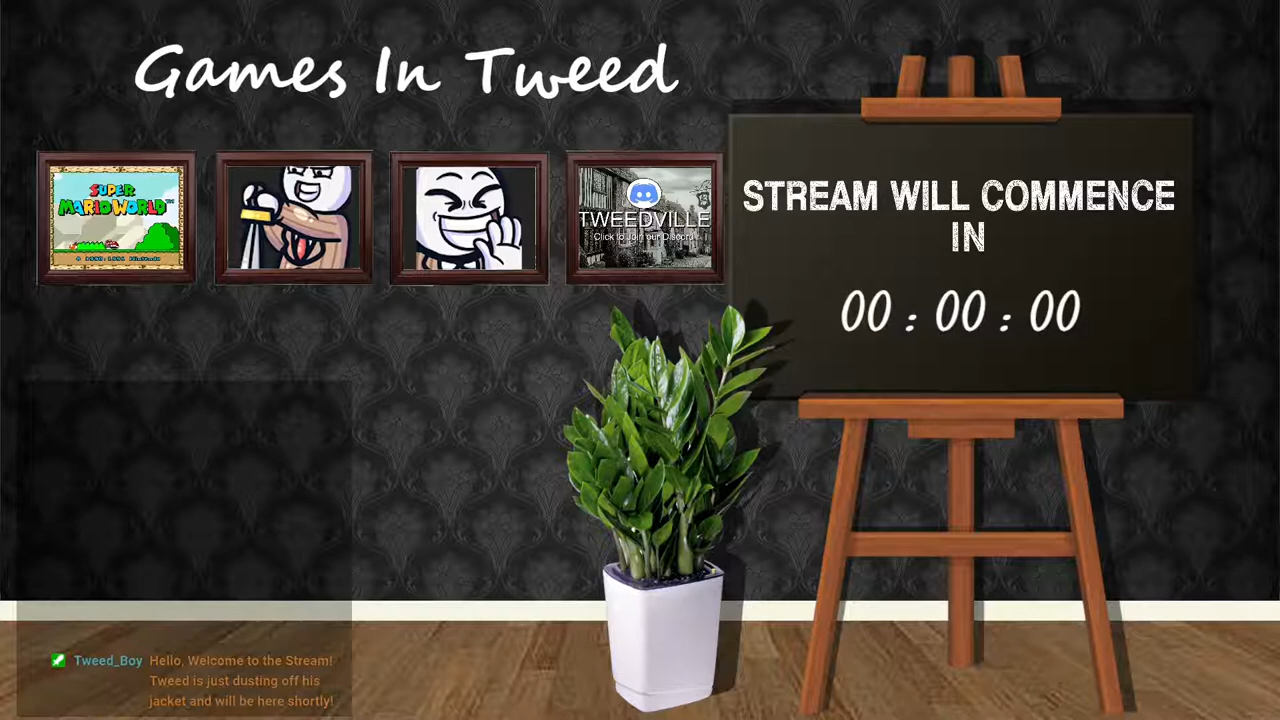 Games In Tweed
SUPER
MARIO WORLD
TWEEDVILLE
Click to Join our Discord
STREAM WILL COMMENCE
IN
00 : 00 : 00
Tweed_Boy Hello, Welcome to the Stream!
Tweed is just dusting off his
jacket and will be here shortly!